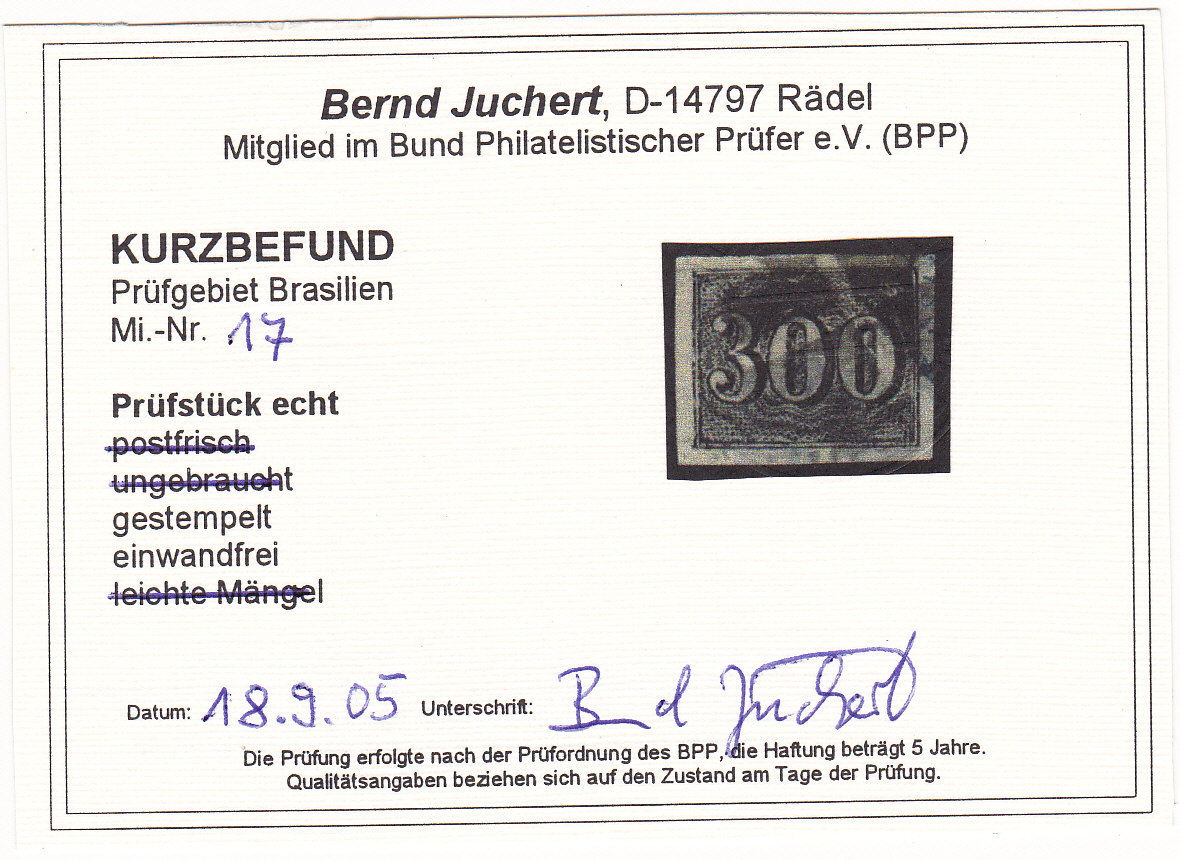 Bernd Juchert, D-14797 Rädel
Mitglied im Bund Philatelistischer Prüfer e.V. (BPP)
KURZBEFUND
Prüfgebiet Brasilien
Mi.-Nr. 17
300
Prüfstück echt
postfrisch
ungebraucht
gestempelt
einwandfrei
leichte Mängel
Datum: 18.9.05 Unterschrift: Bernd Juchert
Die Prüfung erfolgte nach der Prüfordnung des BPP, die Haftung beträgt 5 Jahre.
Qualitätsangaben beziehen sich auf den Zustand am Tage der Prüfung.